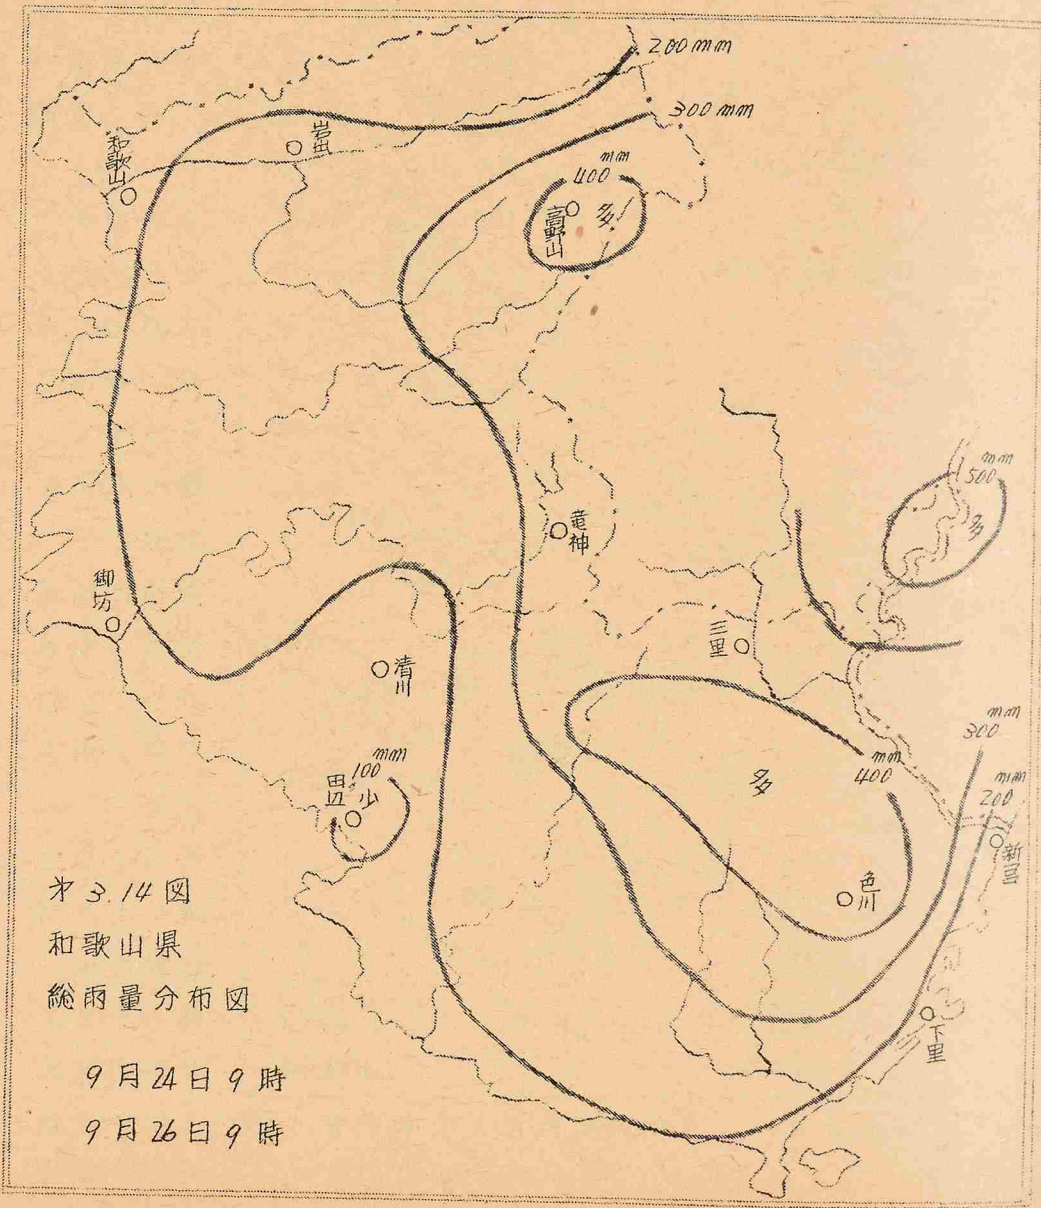 200mm
300mm
岩出
和歌山
mm
400
高野山
多
mm
500
多
竜神
御坊
三里
清川
mm
300
mm
100
田辺
少
多
mm
400
mm
200
新宮
色川
下里
才3.14図
和歌山県
総雨量分布図
9月24日9時
9月26日9時